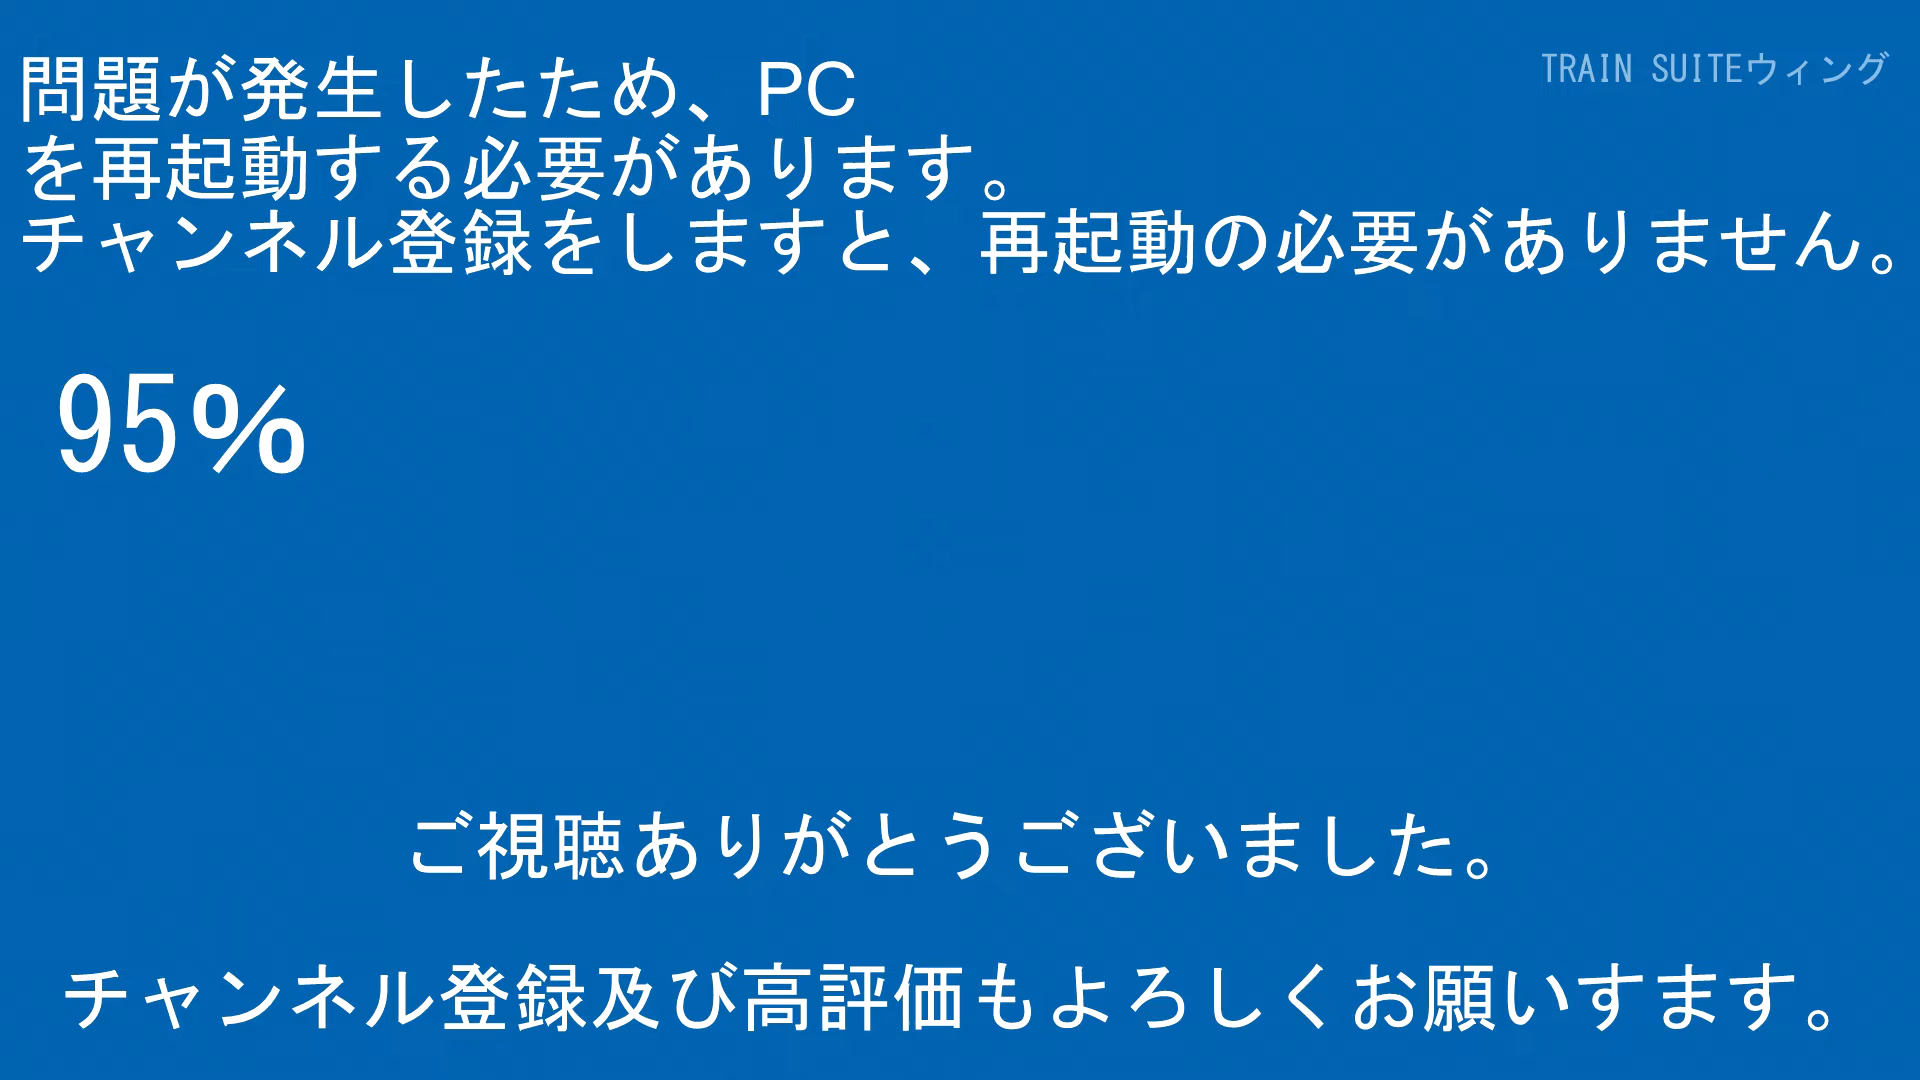 TRAIN SUITEウィング
問題が発生したため、PC
を再起動する必要があります。
チャンネル登録をしますと、再起動の必要がありません。
95%
ご視聴ありがとうございました。
チャンネル登録及び高評価もよろしくお願いすます。